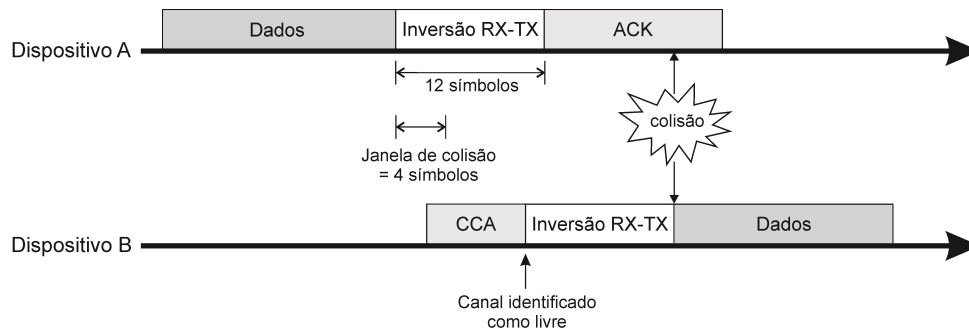 Dados
Inversão RX-TX
ACK
Dispositivo A
12 símbolos
colisão
Janela de colisão
= 4 símbolos
CCA
Inversão RX-TX
Dados
Dispositivo B
Canal identificado
como livre